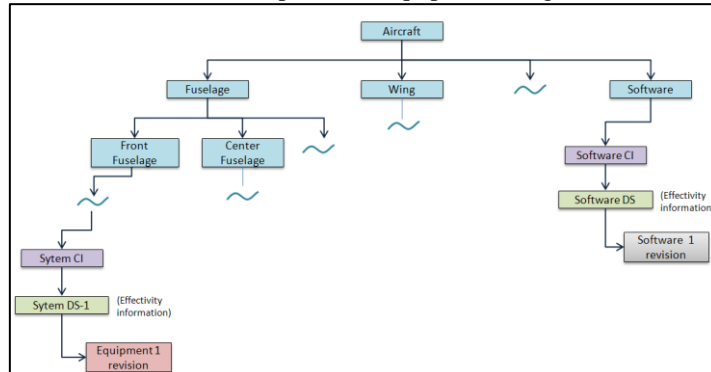 Aircraft
Fuselage
Wing
Software
Front
Fuselage
Center
Fuselage
Software CI
Software DS
(Effectivity
information)
Software 1
revision
Sytem CI
Sytem DS-1
(Effectivity
information)
Equipment 1
revision